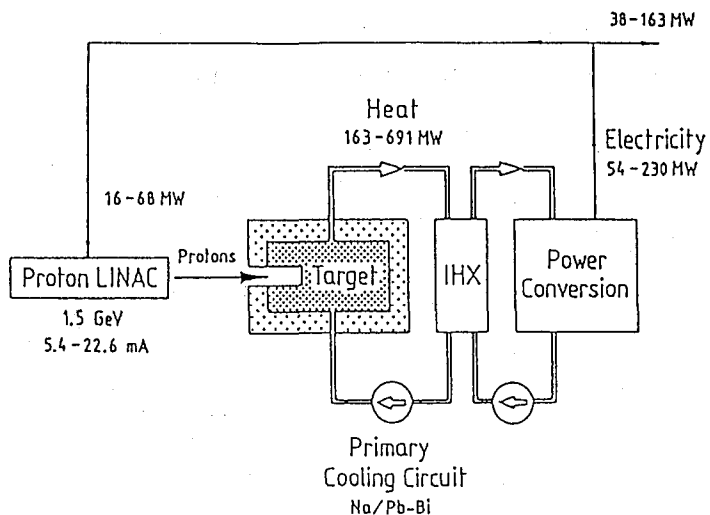 38-163 MW
Heat
163-691 MW
Electricity
54-230 MW
16-68 MW
Protons
Proton LINAC
Target
IHX
Power
Conversion
1.5 GeV
5.4-22.6 mA
Primary
Cooling Circuit
Na/Pb-Bi